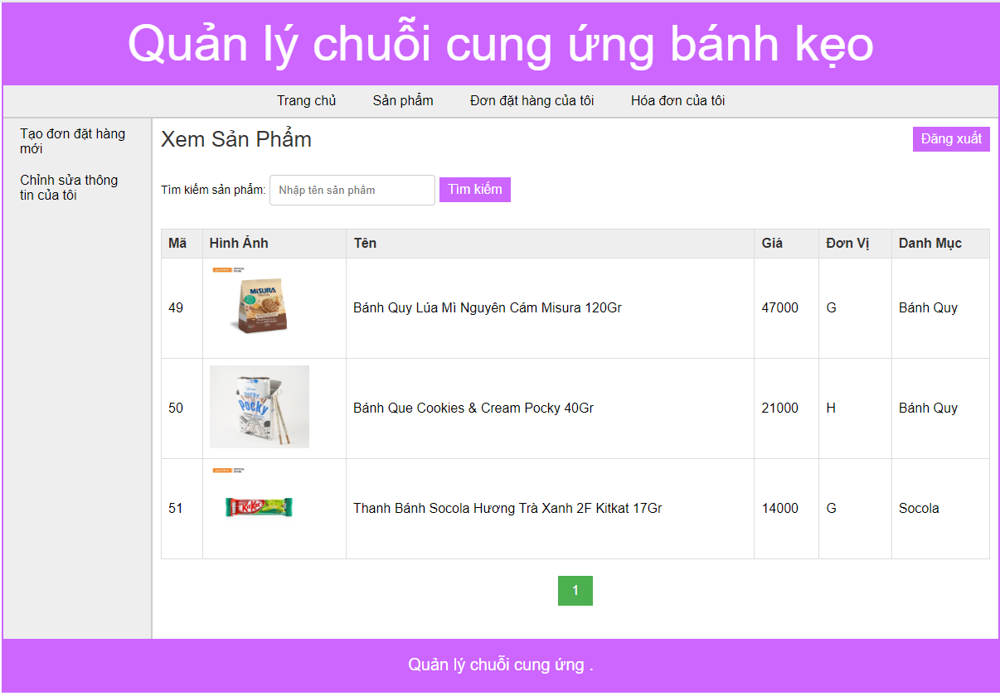 Quản lý chuỗi cung ứng bánh kẹo
Trang chủ Sản phẩm Đơn đặt hàng của tôi Hóa đơn của tôi
Tạo đơn đặt hàng
mới
Chỉnh sửa thông
tin của tôi
Xem Sản Phẩm
Đăng xuất
Tìm kiếm sản phẩm: Nhập tên sản phẩm Tìm kiếm
Mã Hình Ảnh Tên Giá Đơn Vị Danh Mục
MISURA
49 Bánh Quy Lúa Mì Nguyên Cám Misura 120Gr 47000 G Bánh Quy
Pocky
50 Bánh Que Cookies & Cream Pocky 40Gr 21000 H Bánh Quy
KitKat
51 Thanh Bánh Socola Hương Trà Xanh 2F Kitkat 17Gr 14000 G Socola
1
Quản lý chuỗi cung ứng .